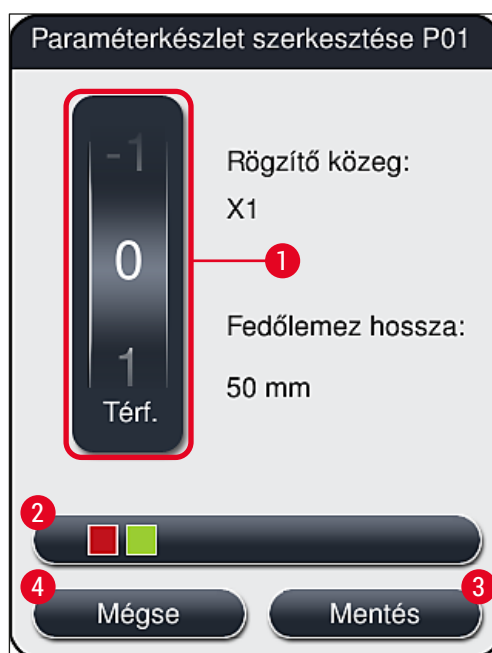 Paraméterkészlet szerkesztése P01
-1
0
1
Térf.
1
Rögzítő közeg:
X1
Fedőlemez hossza:
50 mm
2
4
Mégse
3
Mentés